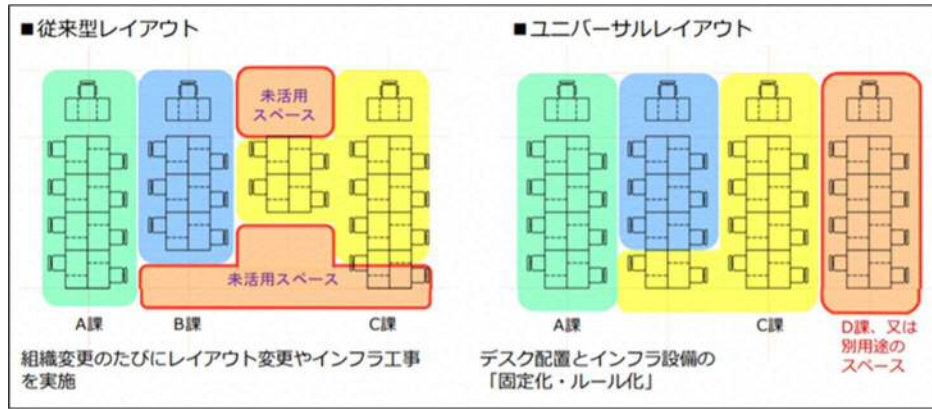 ■従来型レイアウト
未活用
スペース
未活用スペース
A課
B課
C課
組織変更のたびにレイアウト変更やインフラ工事
を実施
■ユニバーサルレイアウト
A課
C課
D課、又は
別用途の
スペース
デスク配置とインフラ設備の
「固定化・ルール化」